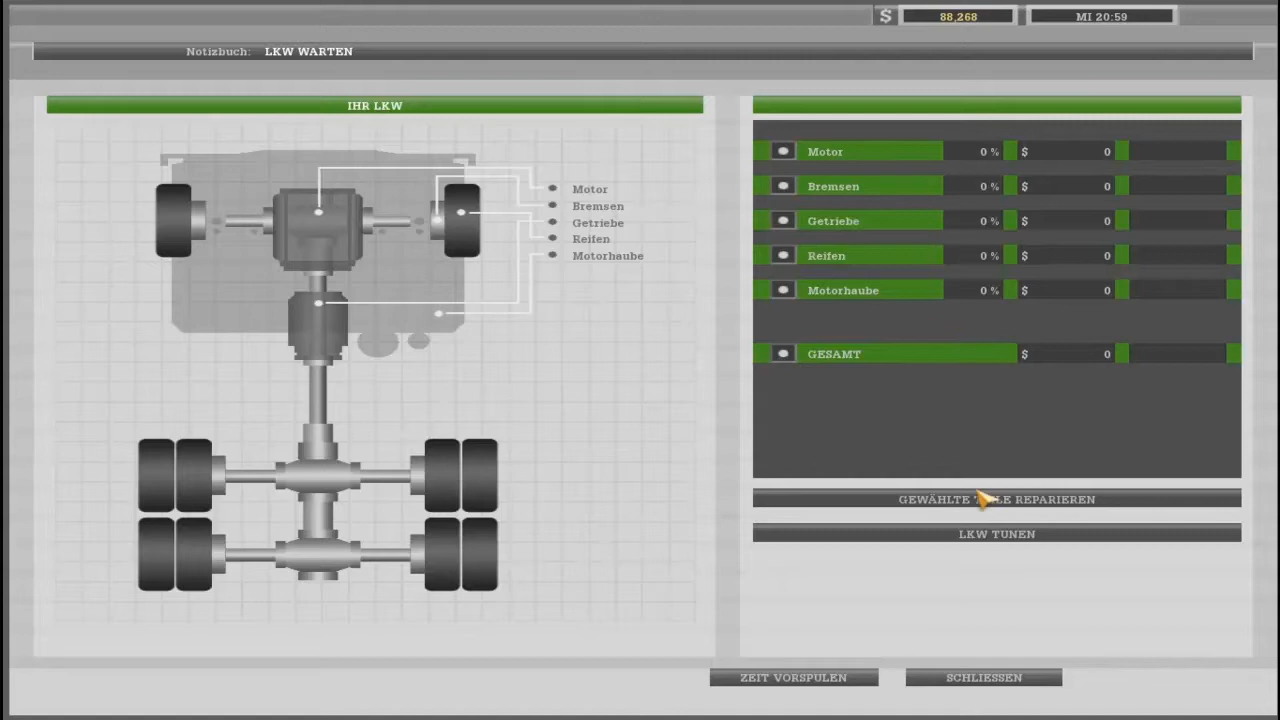 $ 88,268 MI 20:59
Notizbuch: LKW WARTEN
IHR LKW
Motor
Bremsen
Getriebe
Reifen
Motorhaube
Motor 0 % $ 0
Bremsen 0 % $ 0
Getriebe 0 % $ 0
Reifen 0 % $ 0
Motorhaube 0 % $ 0
GESAMT $ 0
GEWÄHLTE REPARIEREN
LKW TUNEN
ZEIT VORSPULEN SCHLIESSEN